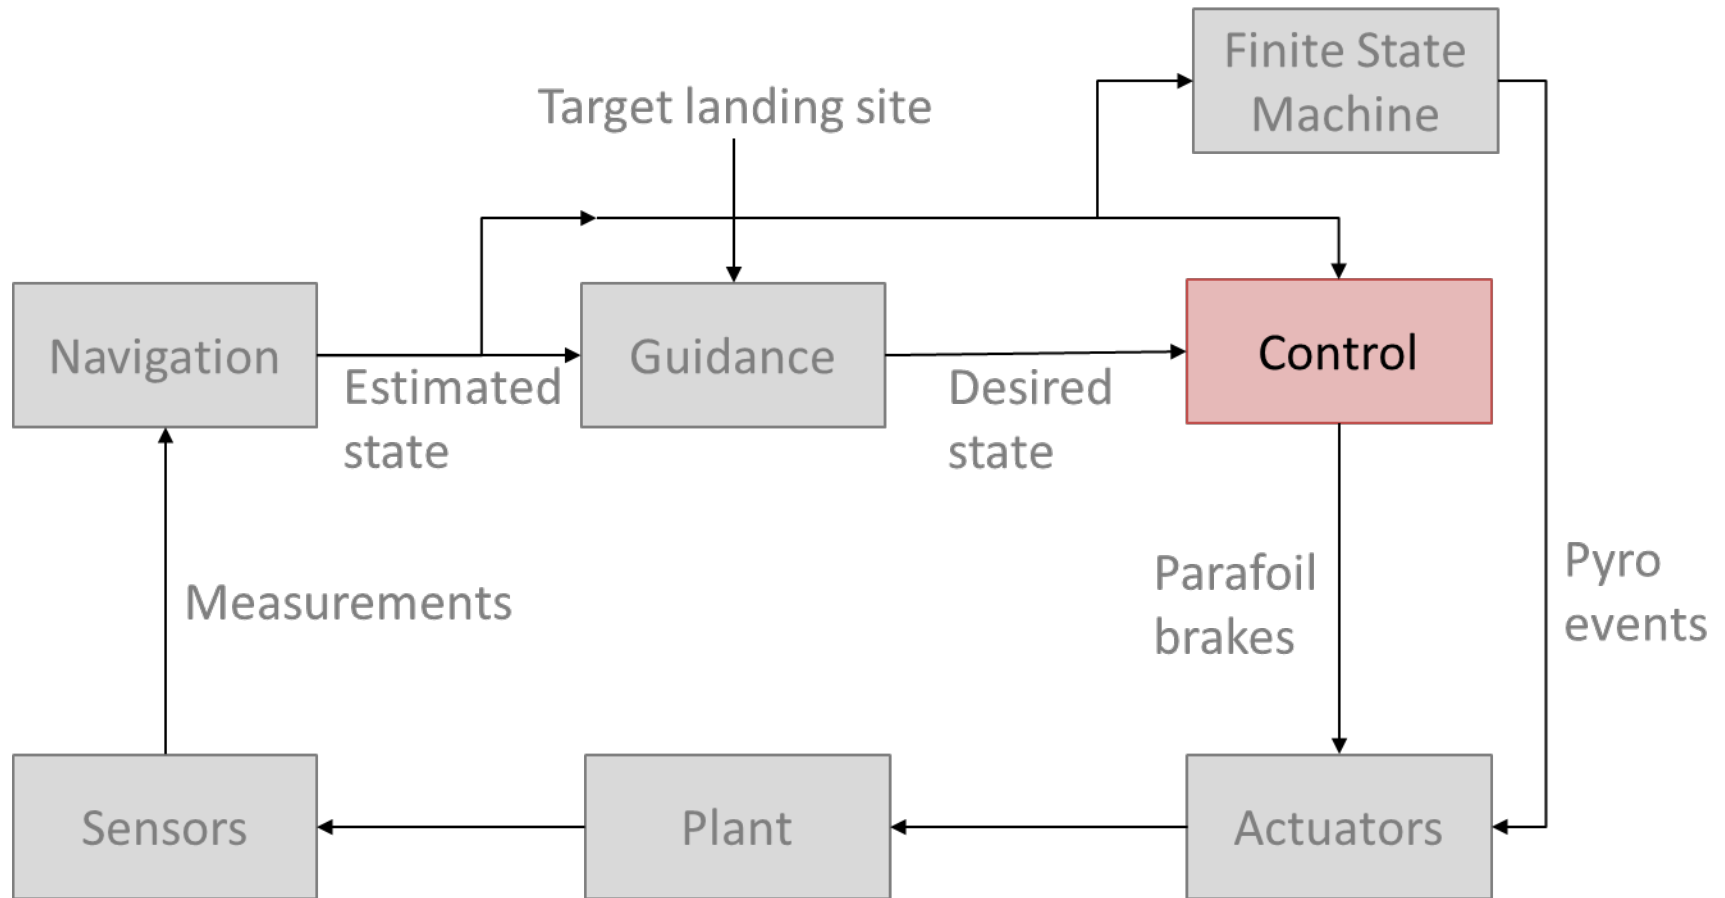 Finite State
Machine
Target landing site
Navigation
Estimated
state
Guidance
Desired
state
Control
Measurements
Parafoil
brakes
Pyro
events
Sensors
Plant
Actuators